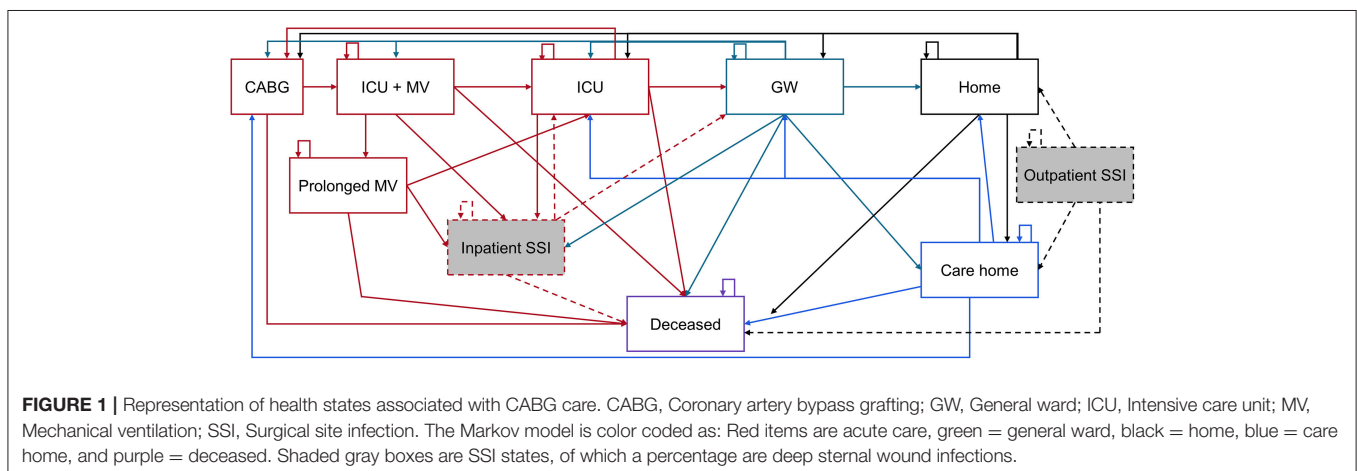 CABG
ICU + MV
ICU
GW
Home
Prolonged MV
Outpatient SSI
Inpatient SSI
Care home
Deceased
FIGURE 1 | Representation of health states associated with CABG care. CABG, Coronary artery bypass grafting; GW, General ward; ICU, Intensive care unit; MV,
Mechanical ventilation; SSI, Surgical site infection. The Markov model is color coded as: Red items are acute care, green = general ward, black = home, blue = care
home, and purple = deceased. Shaded gray boxes are SSI states, of which a percentage are deep sternal wound infections.